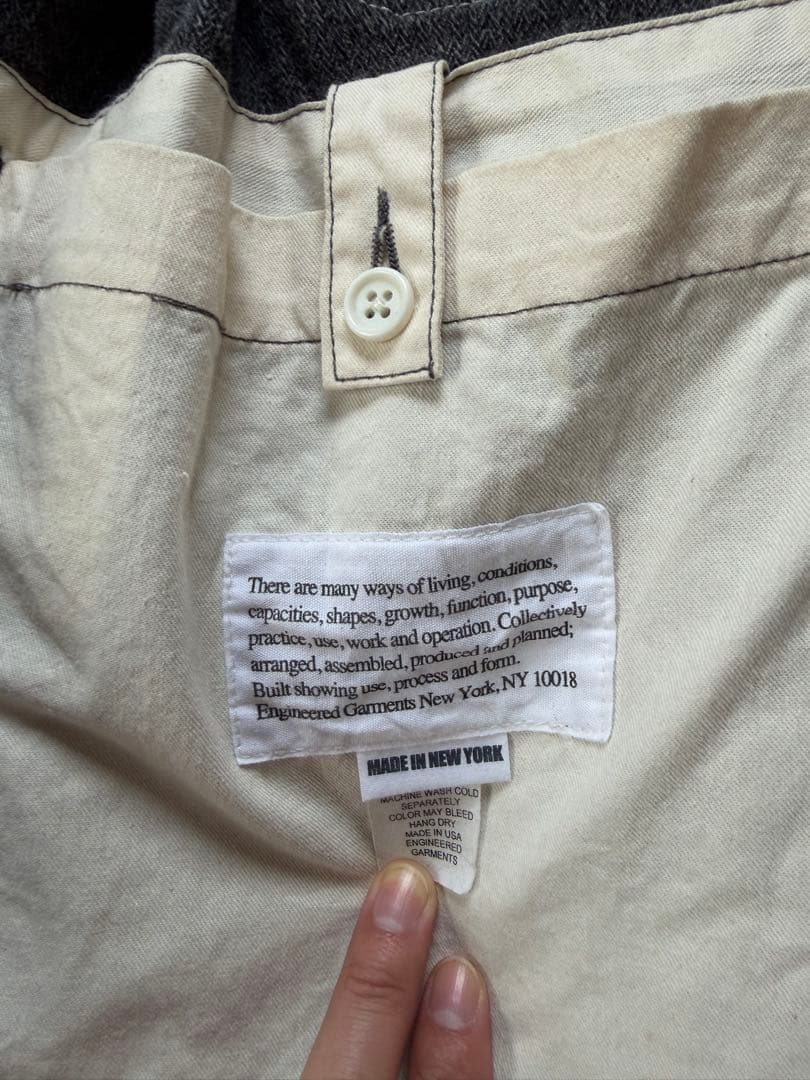 There are many ways of living, conditions,
capacities, shapes, growth, function, purpose,
practice, use, work and operation. Collectively
arranged, assembled, produced and planned;
Built showing use, process and form.
Engineered Garments New York, NY 10018
MADE IN NEW YORK
MACHINE WASH COLD
SEPARATELY
COLOR MAY BLEED
HANG DRY
MADE IN USA
ENGINEERED
GARMENTS